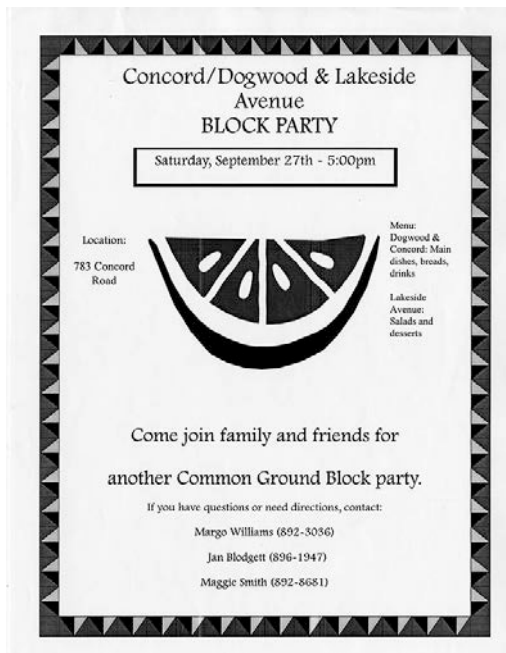 Concord/Dogwood & Lakeside
Avenue
BLOCK PARTY
Saturday, September 27th - 5:00pm
Location:
783 Concord
Road
Menu:
Dogwood &
Concord: Main
dishes, breads,
drinks
Lakeside
Avenue:
Salads and
desserts
Come join family and friends for
another Common Ground Block party.
If you have questions or need directions, contact:
Margo Williams (892-3036)
Jan Blodgett (896-1947)
Maggie Smith (892-8681)